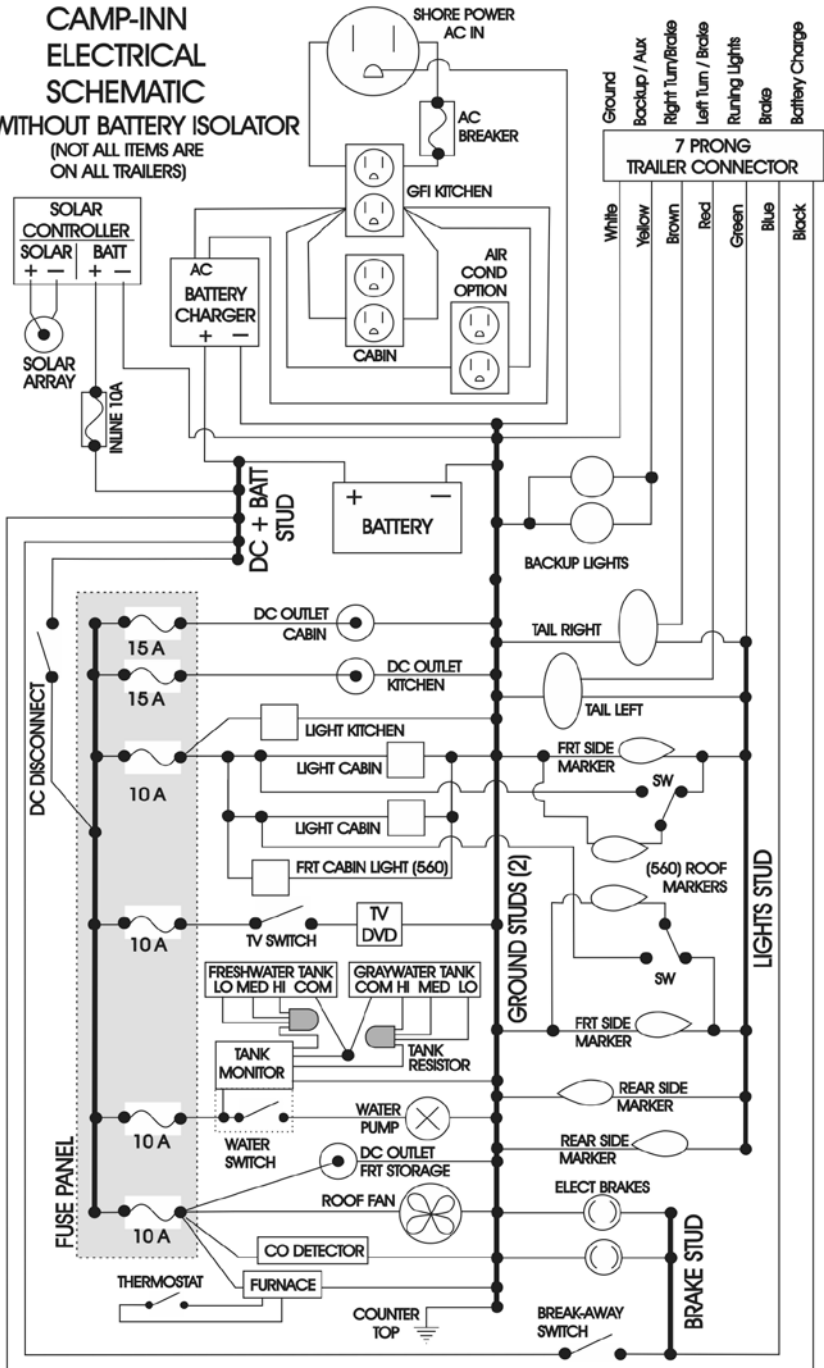 CAMP-INN
ELECTRICAL
SCHEMATIC
WITHOUT BATTERY ISOLATOR
(NOT ALL ITEMS ARE
ON ALL TRAILERS)
SHORE POWER
AC IN
AC
BREAKER
GFI KITCHEN
Ground
Backup / Aux
Right Turn/Brake
Left Turn / Brake
Runing Lights
Brake
Battery Charge
7 PRONG
TRAILER CONNECTOR
White
Yellow
Brown
Red
Green
Blue
Black
SOLAR
CONTROLLER
SOLAR BATT
+ − + −
SOLAR
ARRAY
INLINE 10A
AC
BATTERY
CHARGER
+ −
CABIN
AIR
COND
OPTION
DC + BATT
STUD
+ −
BATTERY
BACKUP LIGHTS
DC DISCONNECT
15 A
DC OUTLET
CABIN
TAIL RIGHT
15 A
DC OUTLET
KITCHEN
TAIL LEFT
10 A
LIGHT KITCHEN
LIGHT CABIN
FRT SIDE
MARKER
SW
LIGHT CABIN
FRT CABIN LIGHT (560)
(560) ROOF
MARKERS
GROUND STUDS (2)
LIGHTS STUD
10 A
TV SWITCH
TV
DVD
SW
FRESHWATER TANK
LO MED HI COM
GRAYWATER TANK
COM HI MED LO
FRT SIDE
MARKER
TANK
MONITOR
TANK
RESISTOR
REAR SIDE
MARKER
10 A
WATER
SWITCH
WATER
PUMP
REAR SIDE
MARKER
DC OUTLET
FRT STORAGE
FUSE PANEL
10 A
ROOF FAN
ELECT BRAKES
CO DETECTOR
BRAKE STUD
THERMOSTAT
FURNACE
COUNTER
TOP
BREAK-AWAY
SWITCH